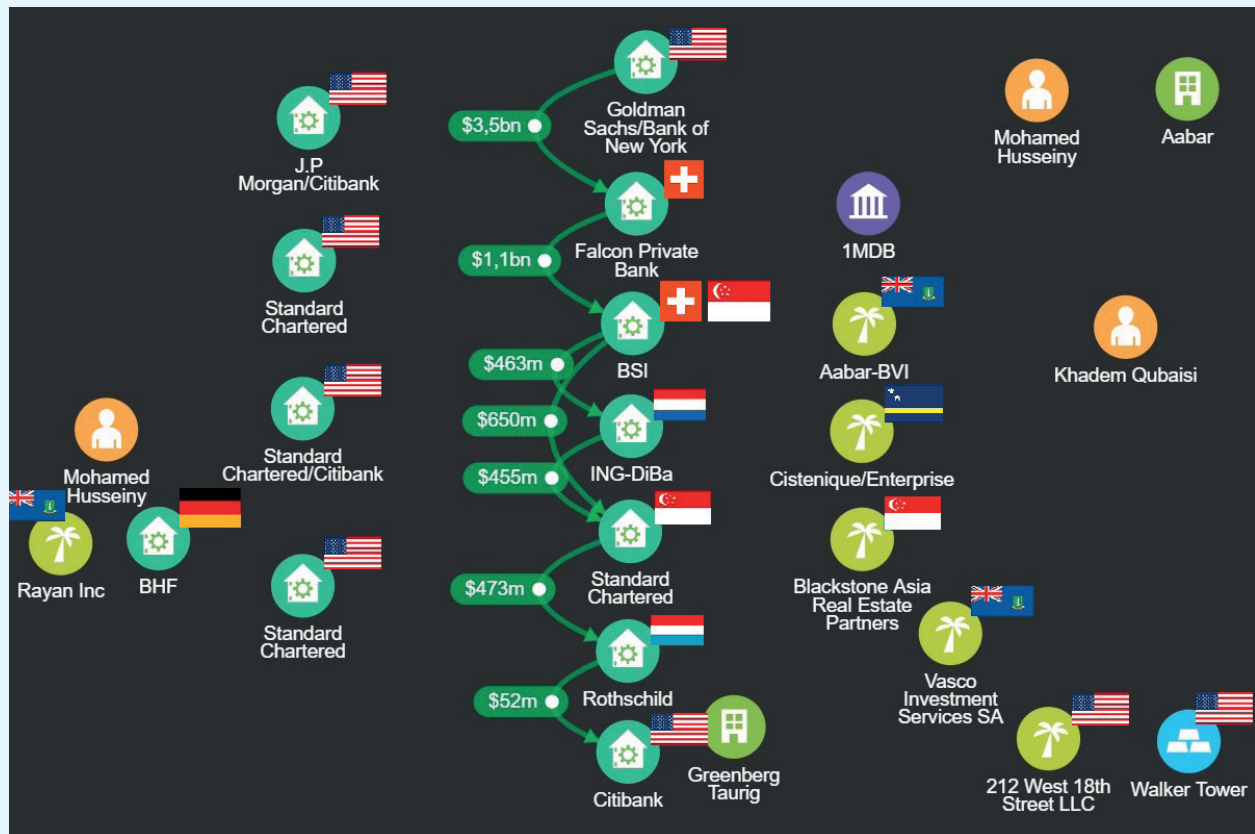 Goldman
Sachs/Bank of
New York
$3,5bn
Mohamed
Husseiny
Aabar
J.P
Morgan/Citibank
Falcon Private
Bank
1MDB
$1,1bn
Standard
Chartered
BSI
Aabar-BVI
Khadem Qubaisi
$463m
$650m
Standard
Chartered/Citibank
ING-DiBa
Cistenique/Enterprise
$455m
Mohamed
Husseiny
Rayan Inc
BHF
Standard
Chartered
Standard
Chartered
Blackstone Asia
Real Estate
Partners
$473m
Rothschild
Vasco
Investment
Services SA
$52m
Citibank
Greenberg
Taurig
212 West 18th
Street LLC
Walker Tower